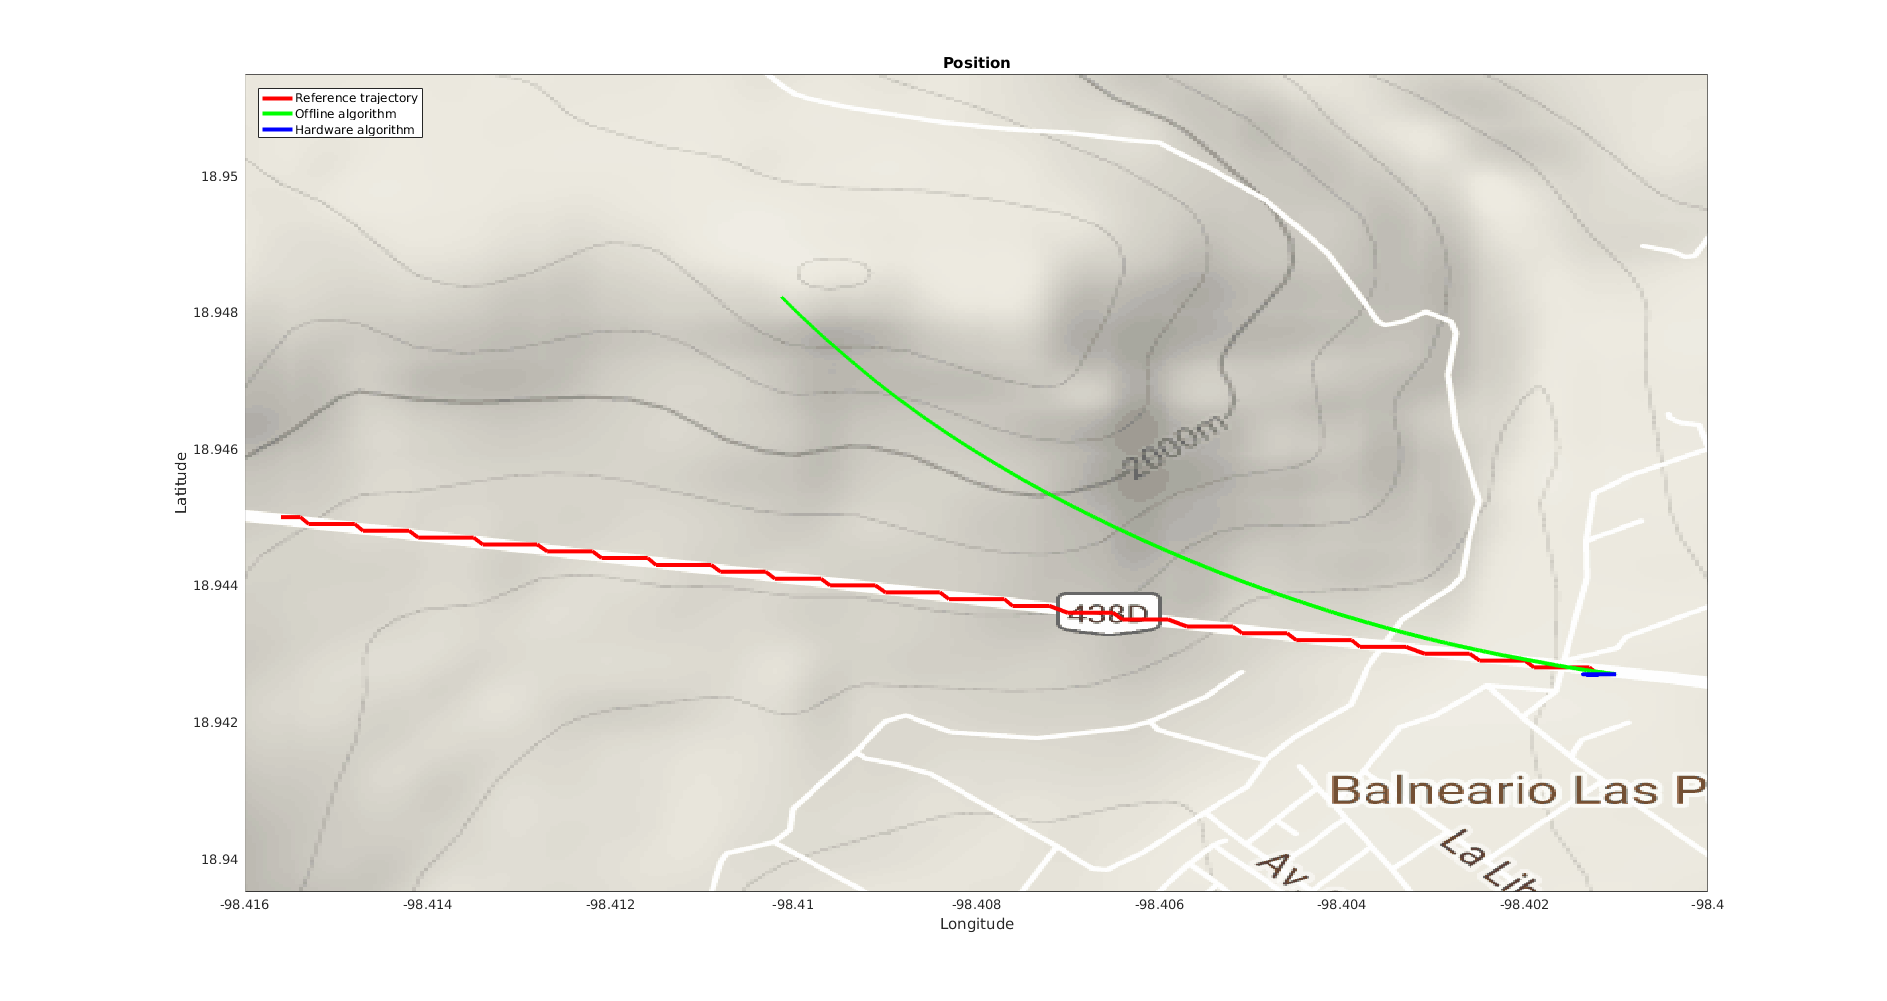 Position
Reference trajectory
Offline algorithm
Hardware algorithm
18.95
18.948
18.946
18.944
18.942
18.94
Latitude
2000m
438D
Balneario Las P
La Lib
Av
-98.416
-98.414
-98.412
-98.41
-98.408
-98.406
-98.404
-98.402
-98.4
Longitude